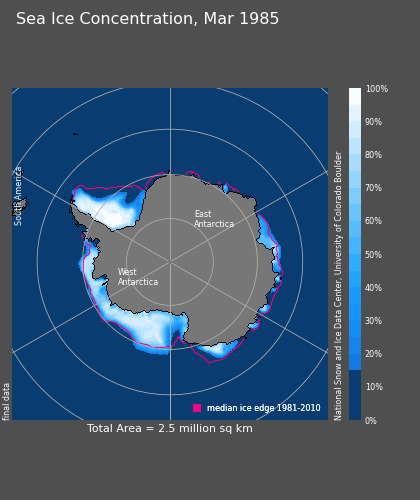 Sea Ice Concentration, Mar 1985
South America
East
Antarctica
West
Antarctica
final data
median ice edge 1981-2010
Total Area = 2.5 million sq km
National Snow and Ice Data Center, University of Colorado Boulder
100%
90%
80%
70%
60%
50%
40%
30%
20%
10%
0%